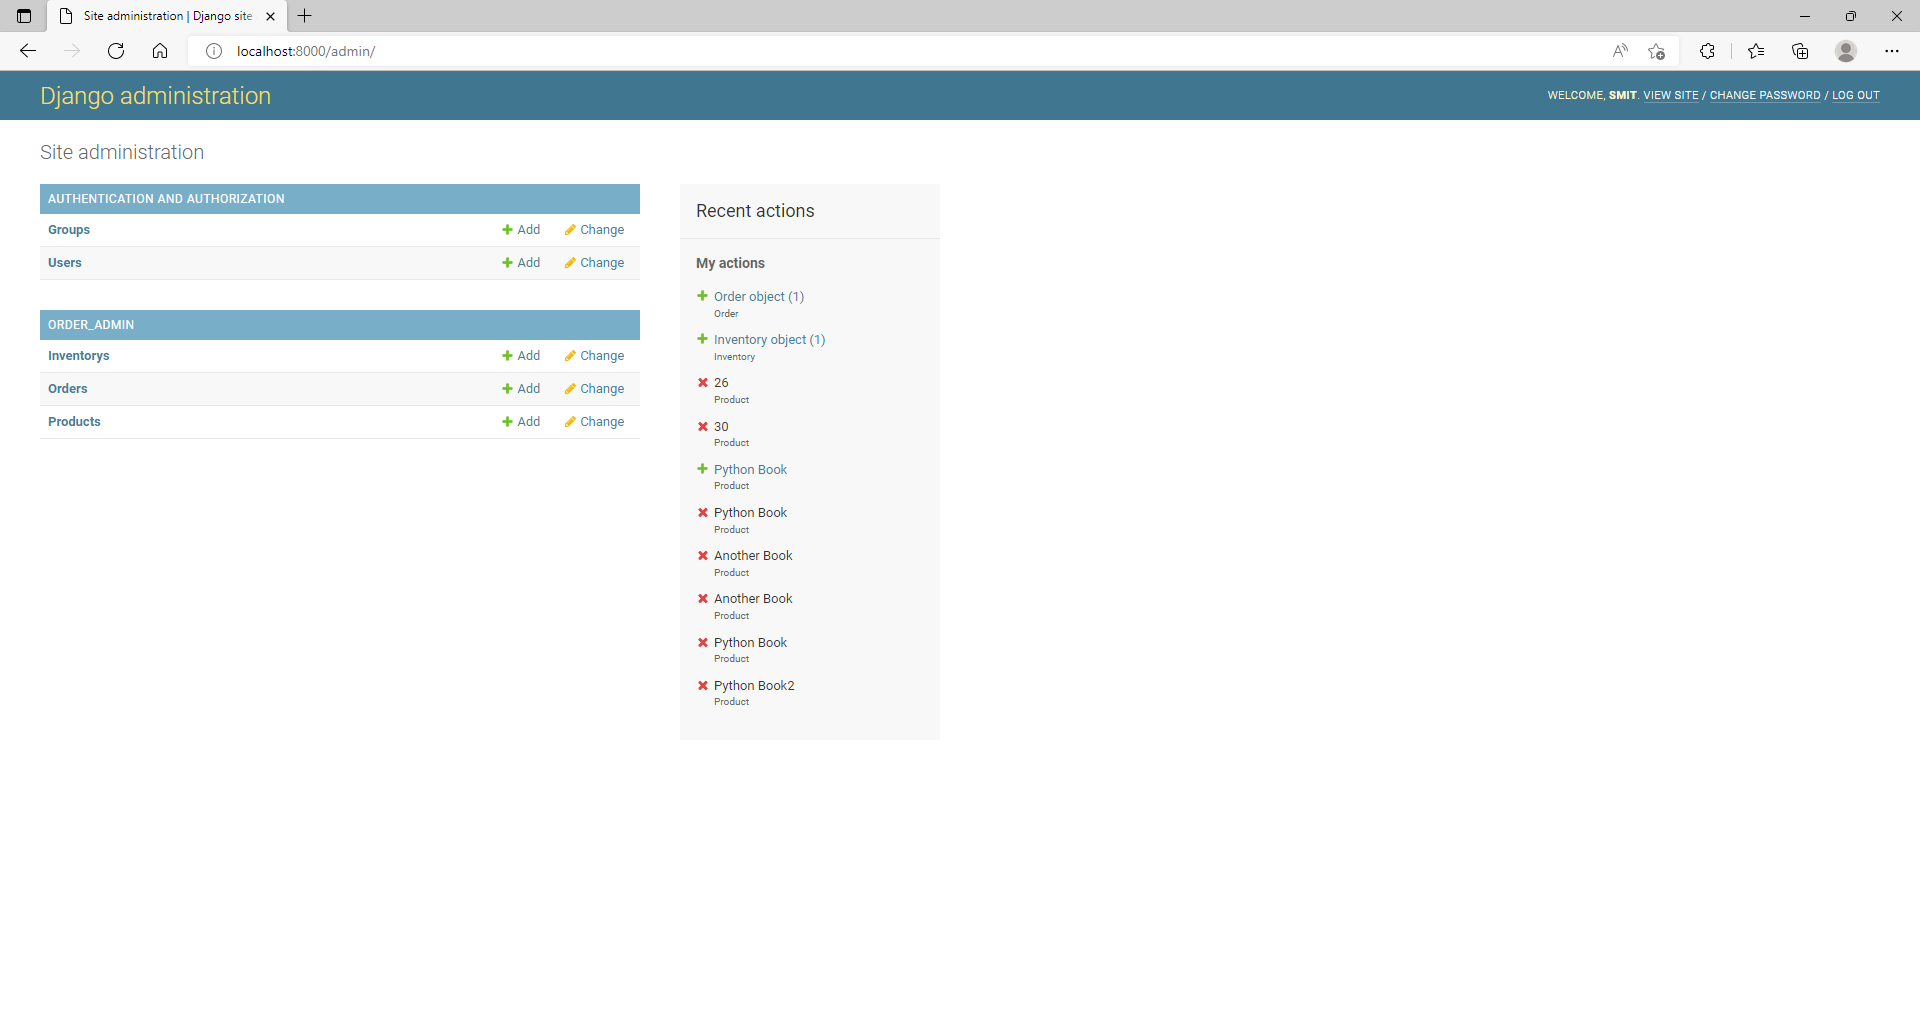 Site administration | Django site
localhost:8000/admin/
Django administration
WELCOME, SMIT. VIEW SITE / CHANGE PASSWORD / LOG OUT
Site administration
AUTHENTICATION AND AUTHORIZATION
Groups Add Change
Users Add Change
ORDER_ADMIN
Inventorys Add Change
Orders Add Change
Products Add Change
Recent actions
My actions
Order object (1)
Order
Inventory object (1)
Inventory
26
Product
30
Product
Python Book
Product
Python Book
Product
Another Book
Product
Another Book
Product
Python Book
Product
Python Book2
Product